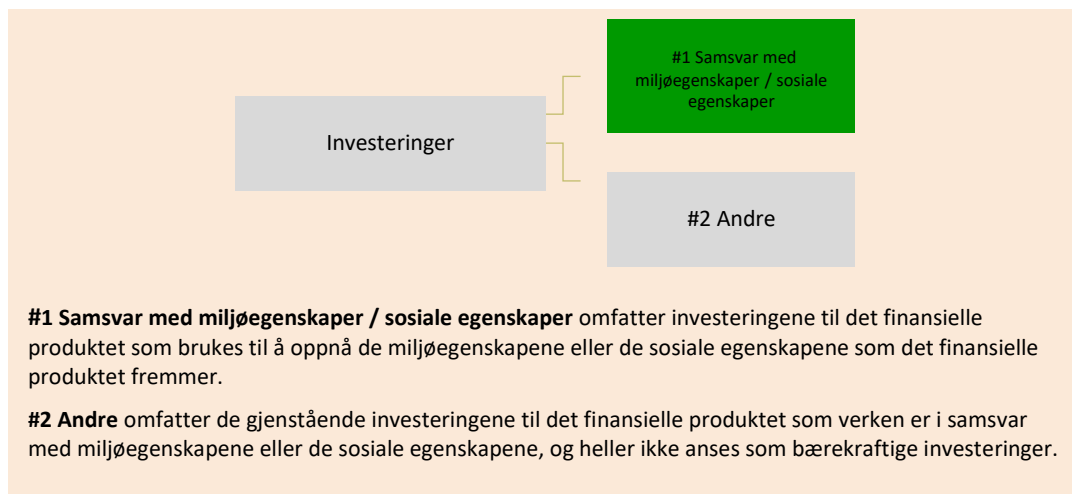 #1 Samsvar med
miljøegenskaper / sosiale
egenskaper
Investeringer
#2 Andre
#1 Samsvar med miljøegenskaper / sosiale egenskaper omfatter investeringene til det finansielle
produktet som brukes til å oppnå de miljøegenskapene eller de sosiale egenskapene som det finansielle
produktet fremmer.
#2 Andre omfatter de gjenstående investeringene til det finansielle produktet som verken er i samsvar
med miljøegenskapene eller de sosiale egenskapene, og heller ikke anses som bærekraftige investeringer.